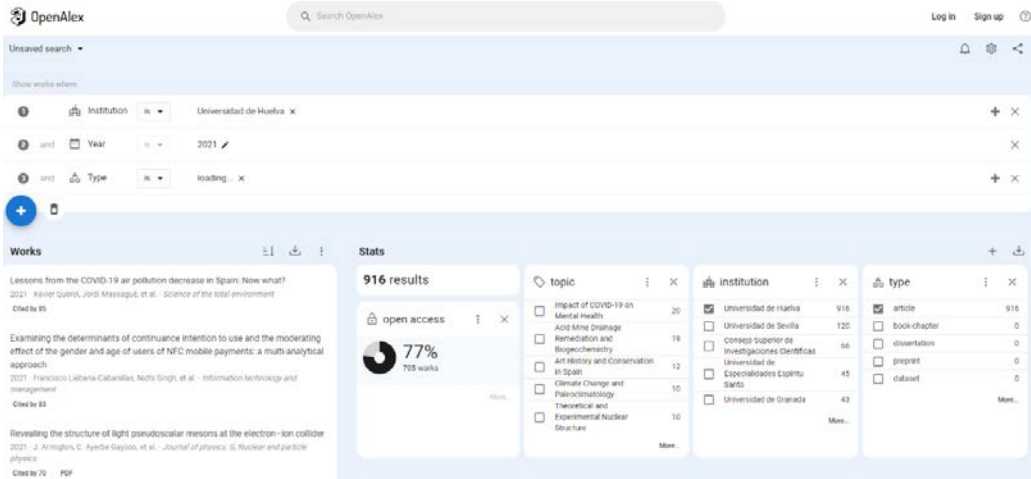 OpenAlex
Search OpenAlex
Log in
Sign up
Unsaved search
Show works where
1 Institution is Universidad de Huelva ×
2 and Year is 2021
3 and Type is loading... ×
Works
Lessons from the COVID-19 air pollution decrease in Spain: Now what?
2021 · Xavier Querol, Jordi Massagué, et al. · Science of the total environment
Cited by 85
Examining the determinants of continuance intention to use and the moderating
effect of the gender and age of users of NFC mobile payments: a multi-analytical
approach
2021 · Francisco Liébana-Cabanillas, Nidhi Singh, et al. · Information technology and
management
Cited by 83
Revealing the structure of light pseudoscalar mesons at the electron–ion collider
2021 · J. Arrington, C. Ayerbe Gayoso, et al. · Journal of physics. G, Nuclear and particle
physics
Cited by 70 PDF
Stats
916 results
open access
77%
705 works
More...
topic
Impact of COVID-19 on
Mental Health 20
Acid Mine Drainage
Remediation and
Biogeochemistry 19
Art History and Conservation
in Spain 12
Climate Change and
Paleoclimatology 10
Theoretical and
Experimental Nuclear
Structure 10
More...
institution
Universidad de Huelva 916
Universidad de Sevilla 120
Consejo Superior de
Investigaciones Científicas 66
Universidad de
Especialidades Espíritu
Santo 45
Universidad de Granada 43
More...
type
article 916
book-chapter 0
dissertation 0
preprint 0
dataset 0
More...